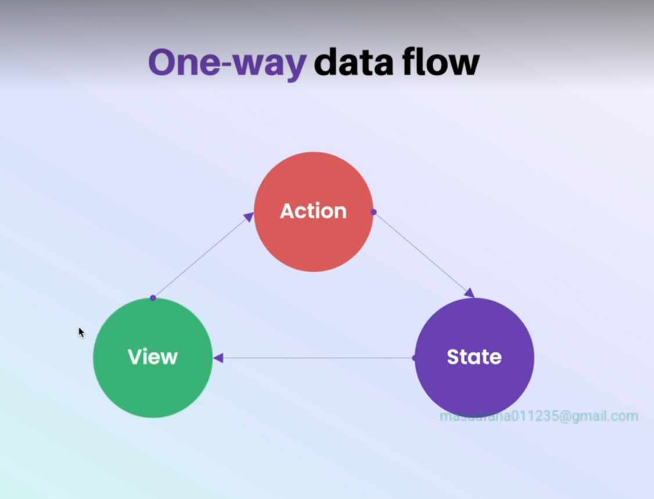 One-way data flow
Action
View
State